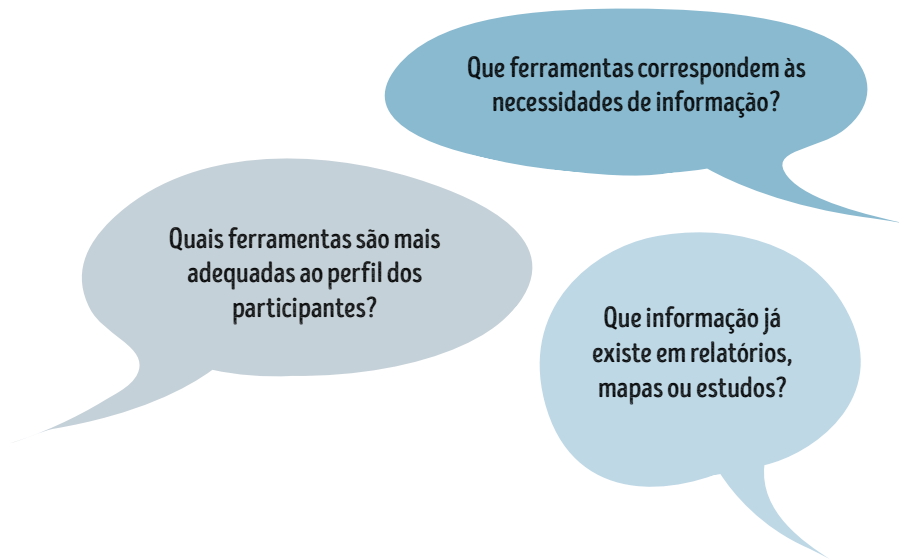 Que ferramentas correspondem às
necessidades de informação?
Quais ferramentas são mais
adequadas ao perfil dos
participantes?
Que informação já
existe em relatórios,
mapas ou estudos?